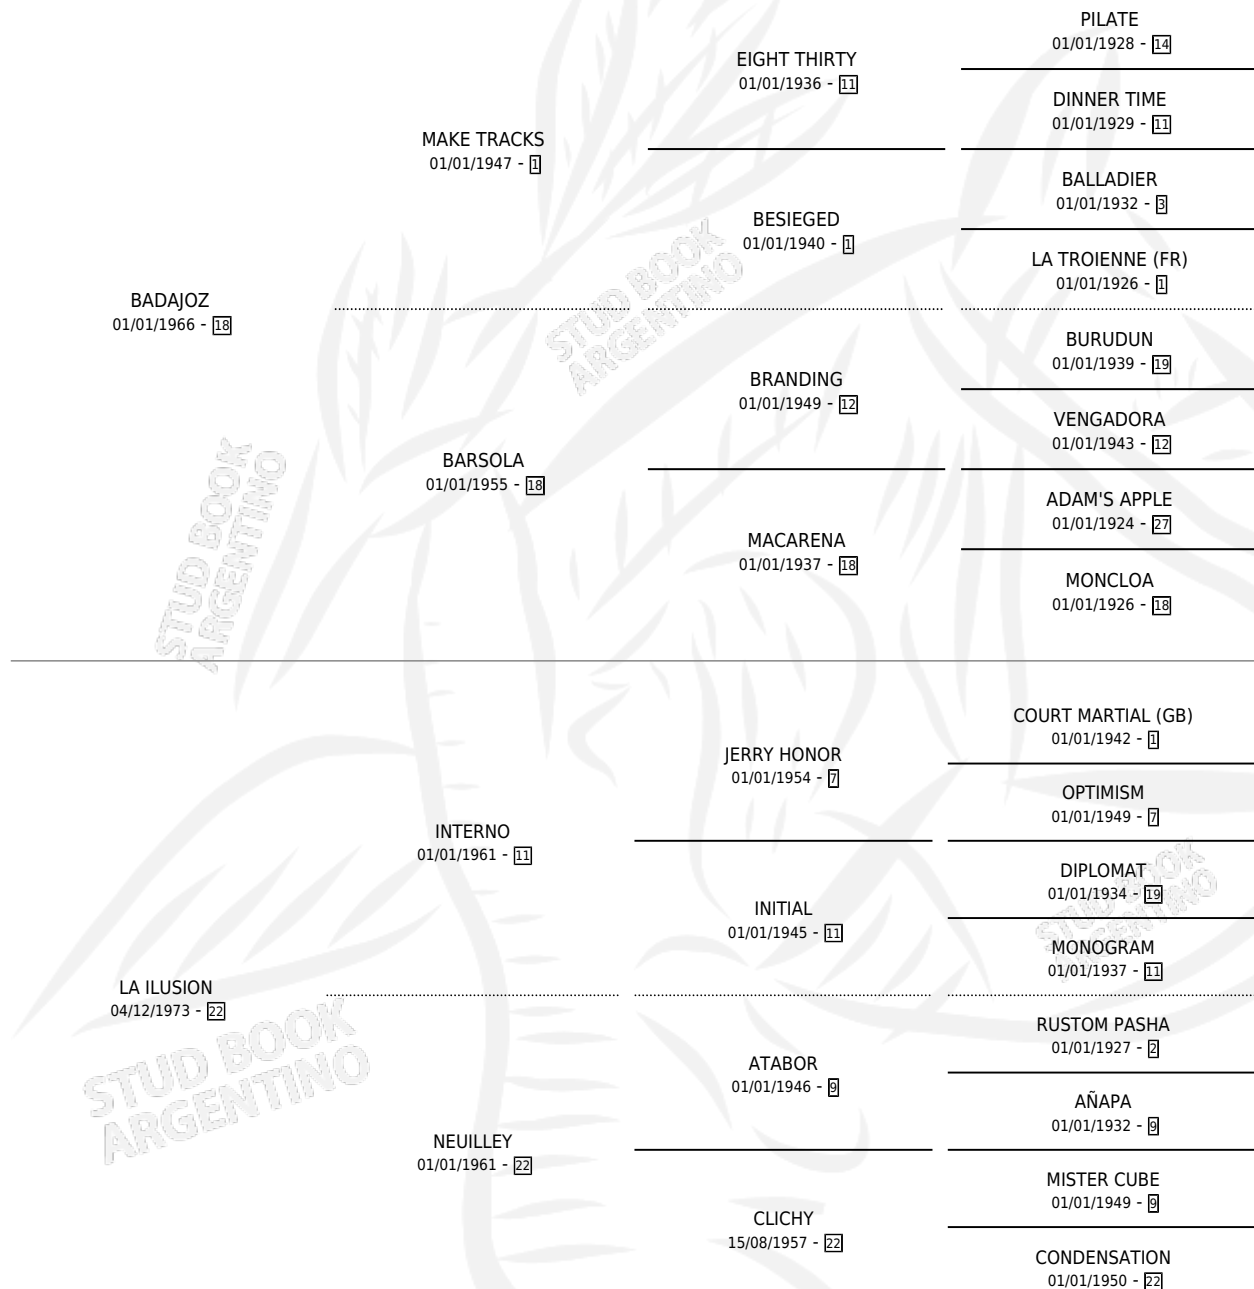 PILATE
01/01/1928 - 14
EIGHT THIRTY
01/01/1936 - 11
DINNER TIME
01/01/1929 - 11
MAKE TRACKS
01/01/1947 - 1
BALLADIER
01/01/1932 - 3
BESIEGED
01/01/1940 - 1
LA TROIENNE (FR)
01/01/1926 - 1
BADAJOZ
01/01/1966 - 18
STUD BOOK
ARGENTINO
BURUDUN
01/01/1939 - 19
BRANDING
01/01/1949 - 12
VENGADORA
01/01/1943 - 12
BARSOLA
01/01/1955 - 18
ADAM'S APPLE
01/01/1924 - 27
MACARENA
01/01/1937 - 18
MONCLOA
01/01/1926 - 18
STUD BOOK
ARGENTINO
COURT MARTIAL (GB)
01/01/1942 - 1
JERRY HONOR
01/01/1954 - 7
OPTIMISM
01/01/1949 - 7
INTERNO
01/01/1961 - 11
DIPLOMAT
01/01/1934 - 19
INITIAL
01/01/1945 - 11
MONOGRAM
01/01/1937 - 11
STUD BOOK
ARGENTINO
LA ILUSION
04/12/1973 - 22
RUSTOM PASHA
01/01/1927 - 2
ATABOR
01/01/1946 - 9
AÑAPA
01/01/1932 - 9
NEUILLEY
01/01/1961 - 22
MISTER CUBE
01/01/1949 - 9
CLICHY
15/08/1957 - 22
CONDENSATION
01/01/1950 - 22
STUD BOOK
ARGENTINO